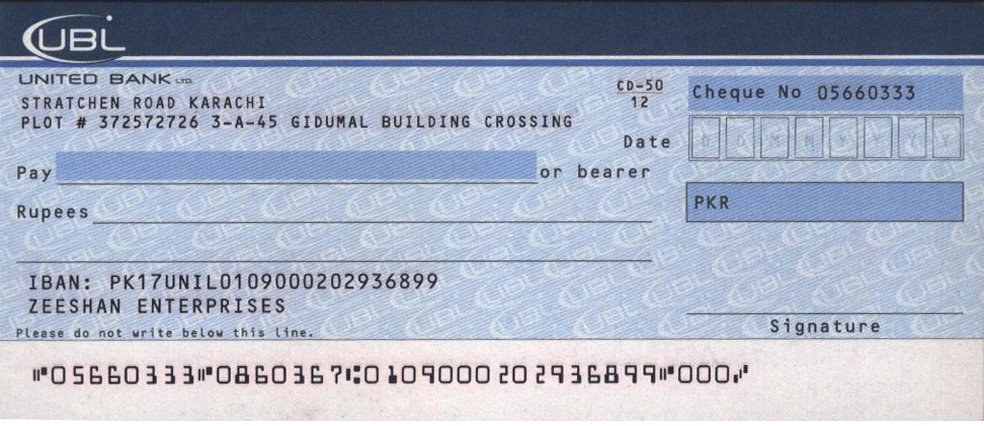 UBL
UNITED BANK LTD.
STRATCHEN ROAD KARACHI
PLOT # 372572726 3-A-45 GIDUMAL BUILDING CROSSING
CD-50
12
Cheque No 05660333
Date D D M M Y Y Y Y
Pay or bearer
Rupees
PKR
IBAN: PK17UNIL0109000202936899
ZEESHAN ENTERPRISES
Please do not write below this line.
Signature
⑈05660333⑈0860367⑆0109000202936899⑈000⑇